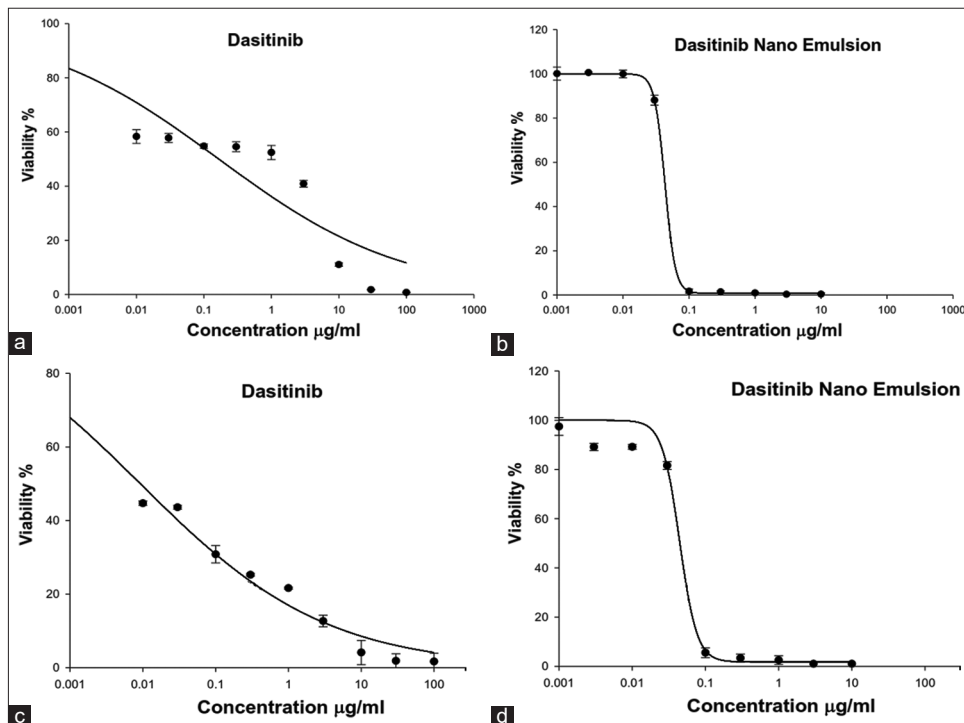 Dasitinib
Viability %
100
80
60
40
20
0
0.001 0.01 0.1 1 10 100 1000
Concentration μg/ml
a
Dasitinib Nano Emulsion
Viability %
120
100
80
60
40
20
0
0.001 0.01 0.1 1 10 100 1000
Concentration μg/ml
b
Dasitinib
Viability %
80
60
40
20
0
0.001 0.01 0.1 1 10 100
Concentration μg/ml
c
Dasitinib Nano Emulsion
Viability %
120
100
80
60
40
20
0
0.001 0.01 0.1 1 10 100
Concentration μg/ml
d